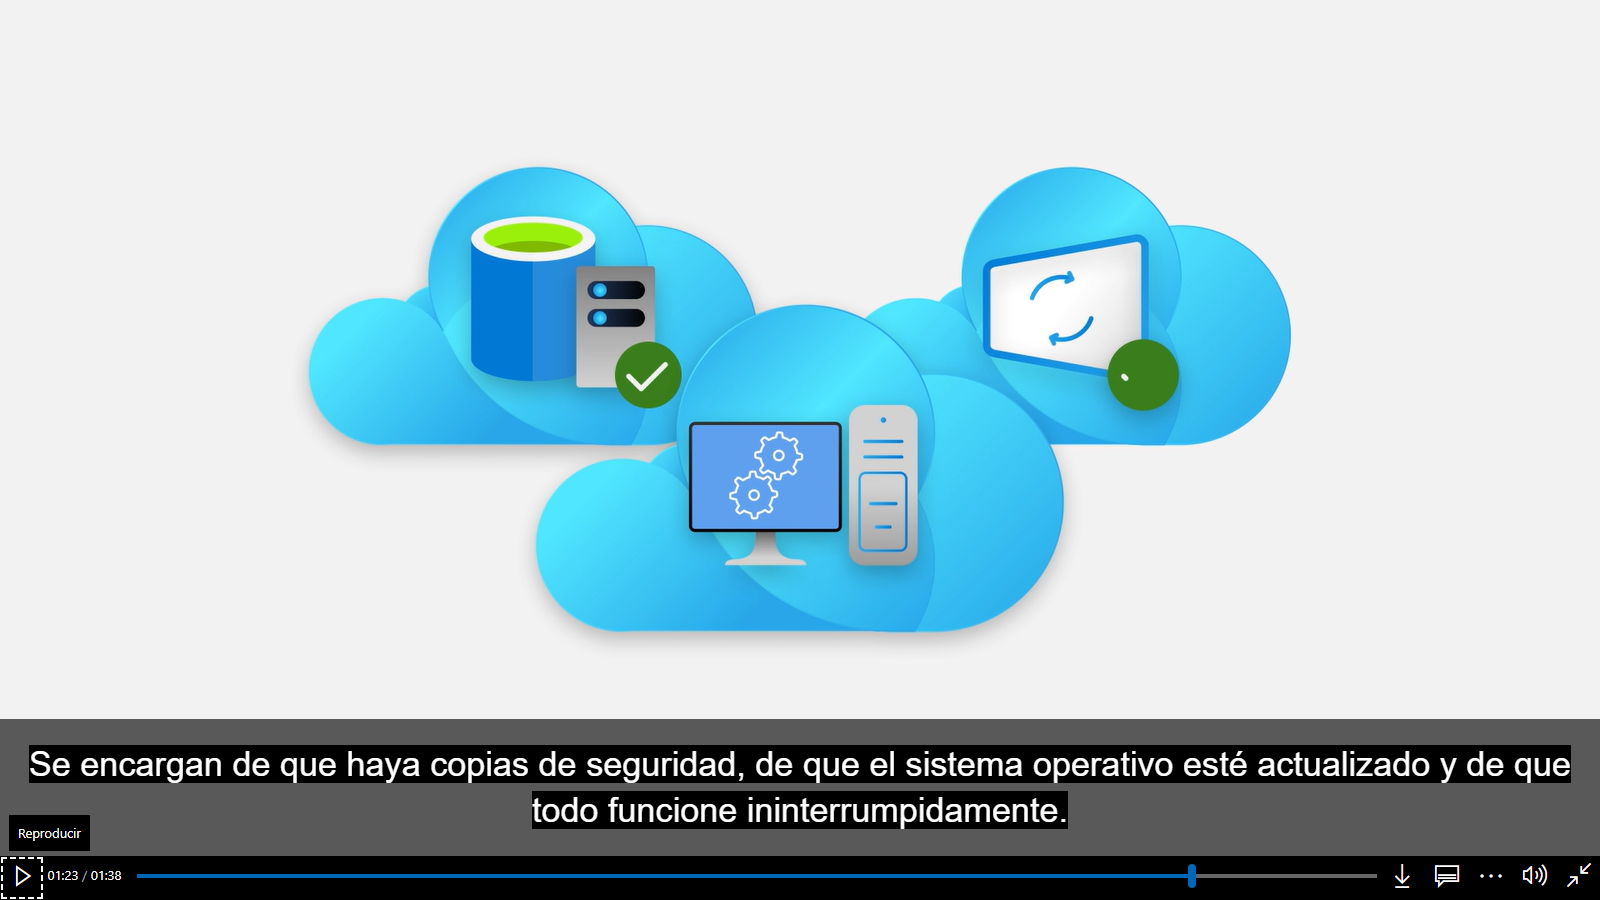 Se encargan de que haya copias de seguridad, de que el sistema operativo esté actualizado y de que
todo funcione ininterrumpidamente.
Reproducir
01:23 / 01:38